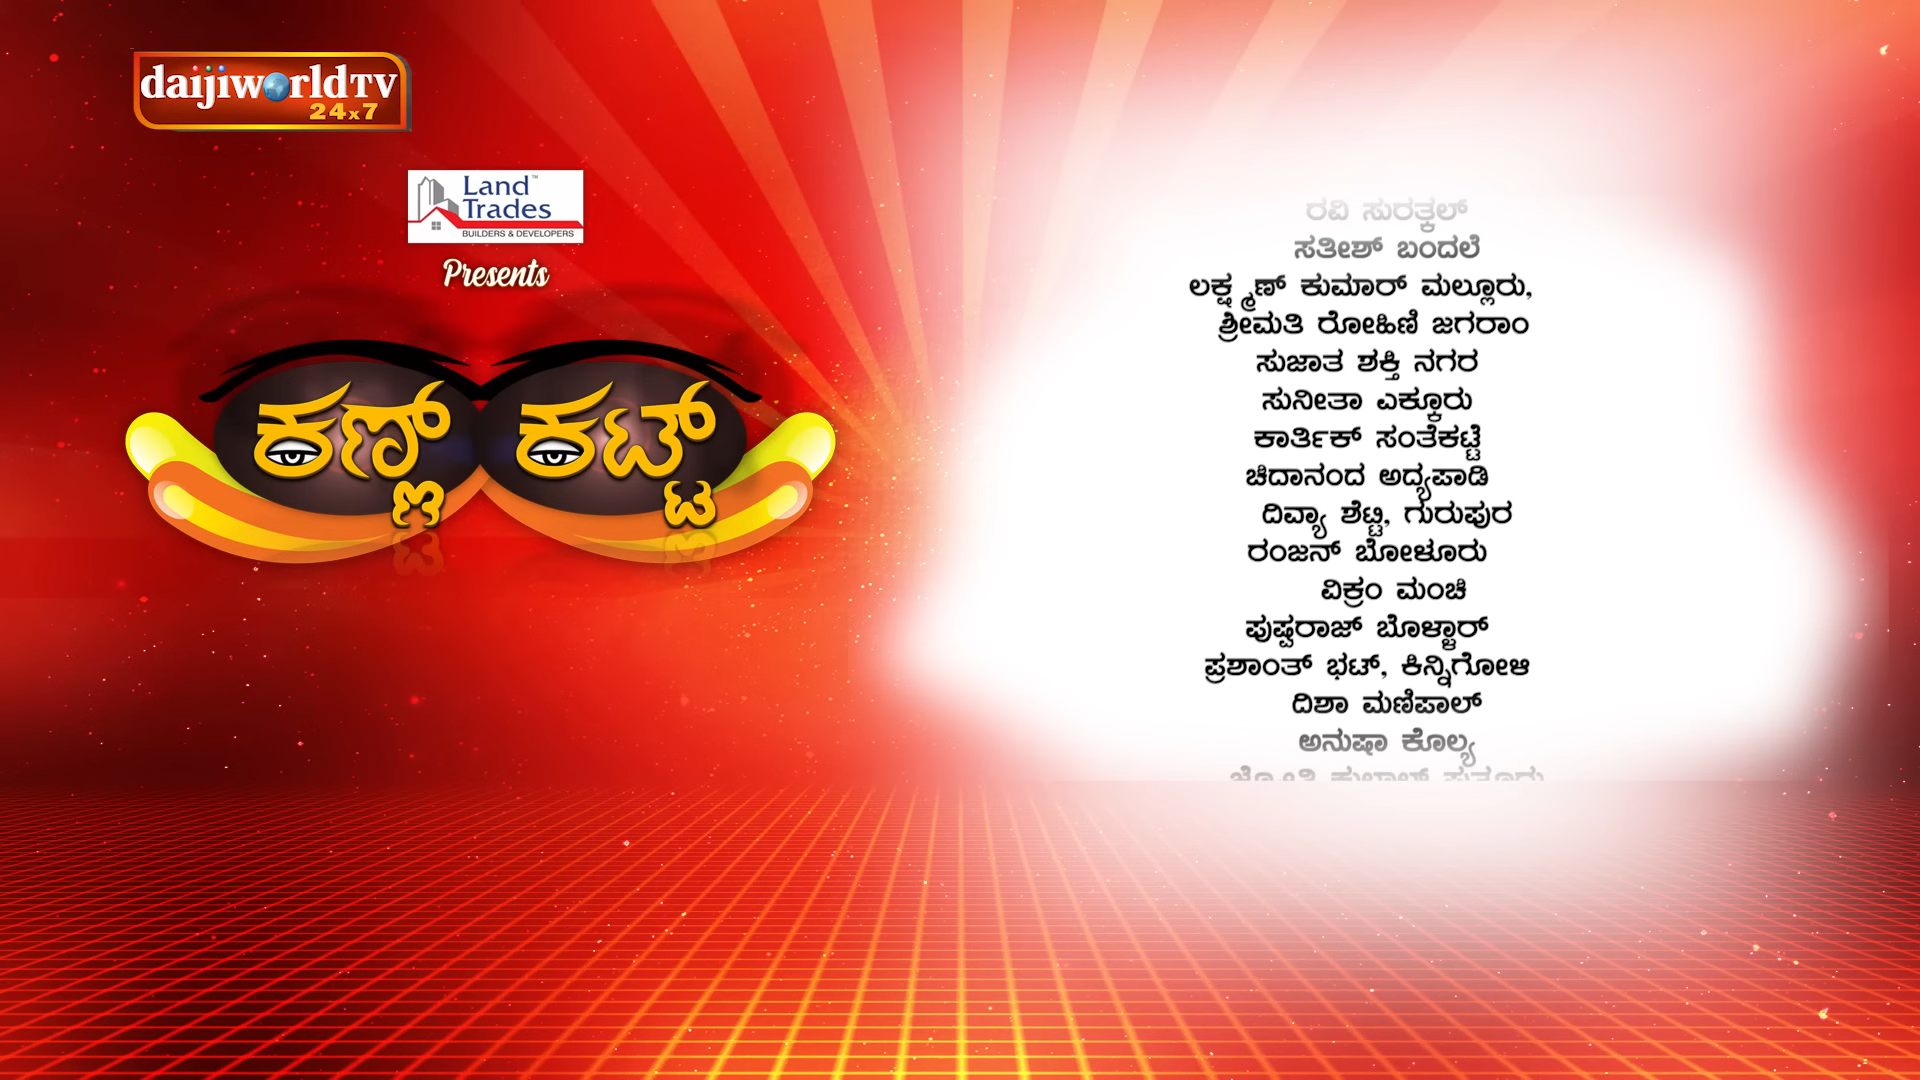 daijiworldTV
24x7
Land
Trades
BUILDERS & DEVELOPERS
Presents
ಕಣ್ಣ್ ಕಟ್ಟ್
ರವಿ ಸುರತ್ಕಲ್
ಸತೀಶ್ ಬಂದಲೆ
ಲಕ್ಷ್ಮಣ್ ಕುಮಾರ್ ಮಲ್ಲೂರು,
ಶ್ರೀಮತಿ ರೋಹಿಣಿ ಜಗರಾಂ
ಸುಜಾತ ಶಕ್ತಿ ನಗರ
ಸುನೀತಾ ಎಕ್ಕೂರು
ಕಾರ್ತಿಕ್ ಸಂತೆಕಟ್ಟೆ
ಚಿದಾನಂದ ಅದ್ಯಪಾಡಿ
ದಿವ್ಯಾ ಶೆಟ್ಟಿ, ಗುರುಪುರ
ರಂಜನ್ ಬೋಳೂರು
ವಿಕ್ರಂ ಮಂಚಿ
ಪುಷ್ಪರಾಜ್ ಬೊಳ್ಳಾರ್
ಪ್ರಶಾಂತ್ ಭಟ್, ಕಿನ್ನಿಗೋಳಿ
ದಿಶಾ ಮಣಿಪಾಲ್
ಅನುಷಾ ಕೊಲ್ಯ